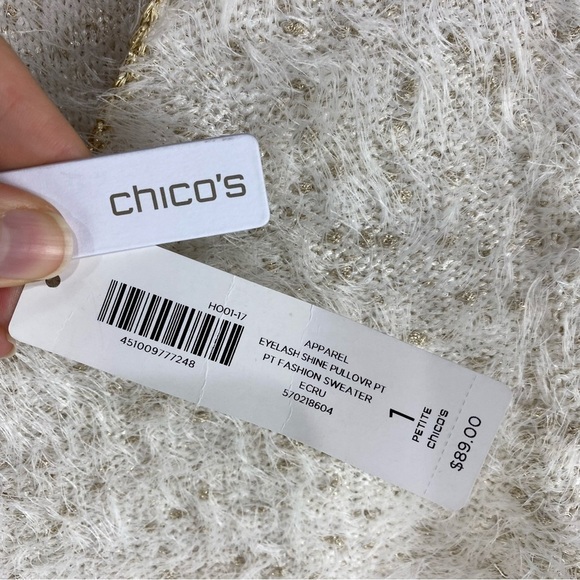 chico's
HO01-17
451009777248
APPAREL
EYELASH SHINE PULLOVR PT
PT FASHION SWEATER
ECRU
570218604
1
PETITE
chico's
$89.00